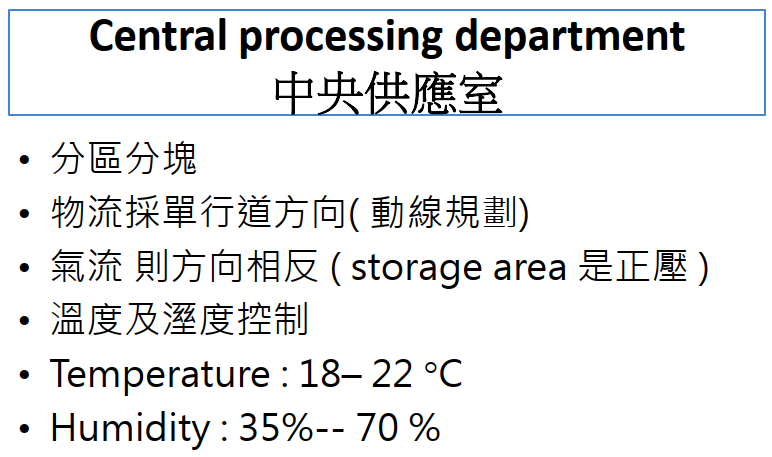 Central processing department
中央供應室
• 分區分塊
• 物流採單行道方向( 動線規劃)
• 氣流 則方向相反 ( storage area 是正壓 )
• 溫度及溼度控制
• Temperature : 18– 22 °C
• Humidity : 35%-- 70 %